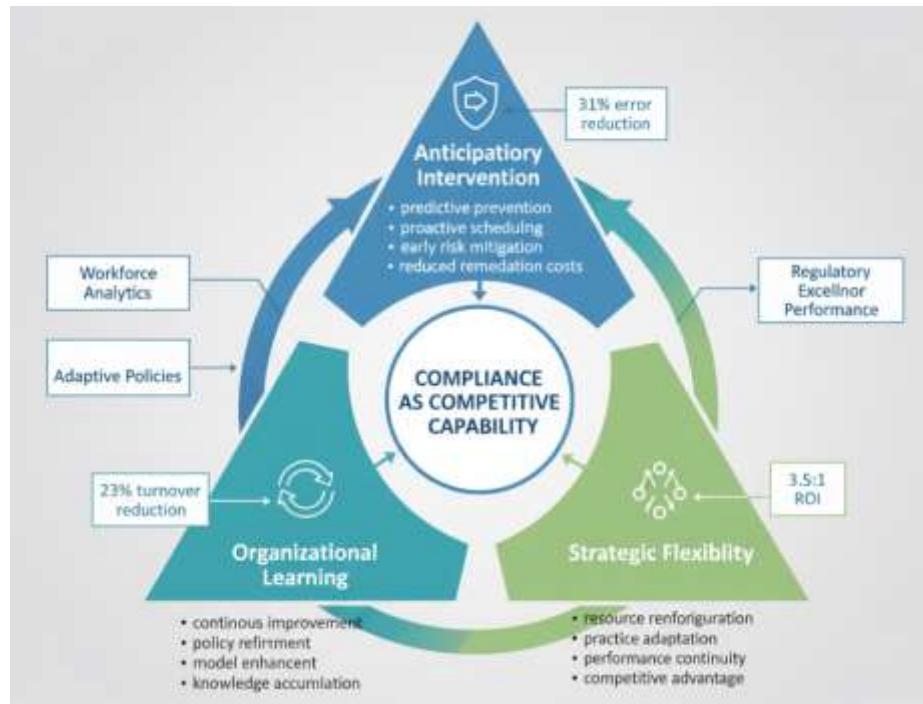 31% error
reduction
Anticipatiory
Intervention
• predictive prevention
• proactive scheduling
• early risk mitigation
• reduced remedation costs
Workforce
Analytics
Adaptive Policies
Regulatory
Excellnor
Performance
COMPLIANCE
AS COMPETITIVE
CAPABILITY
23% turnover
reduction
Organizational
Learning
3.5:1
ROI
Strategic Flexiblity
• continous improvement
• policy refirment
• model enhancent
• knowledge accumlation
• resource renforiguration
• practice adaptation
• performance continuity
• competitive advantage